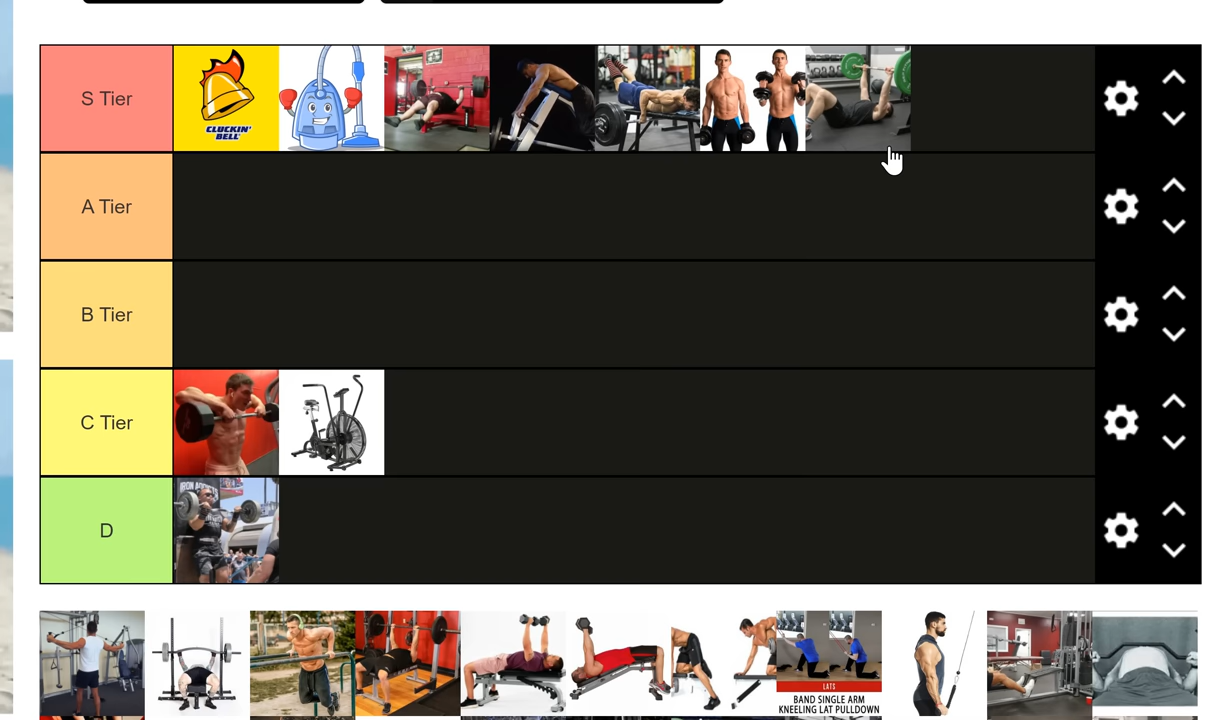 S Tier
CLUCKIN'
BELL
A Tier
B Tier
C Tier
D
LATS
BAND SINGLE ARM
KNEELING LAT PULLDOWN